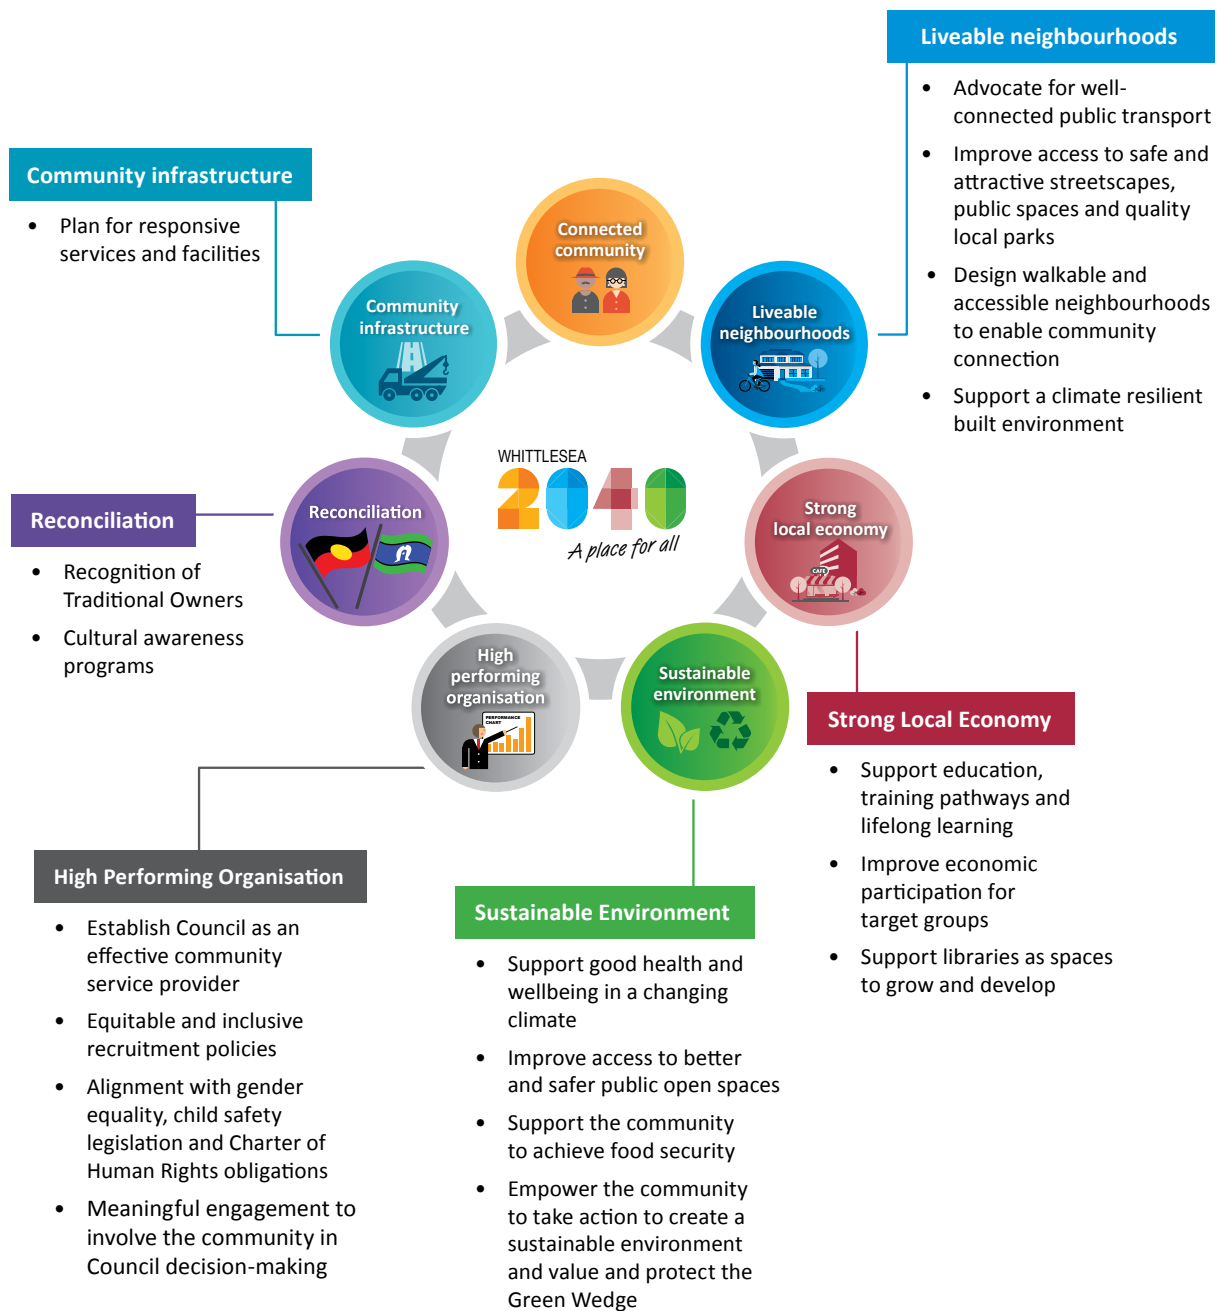 Liveable neighbourhoods
• Advocate for well-
connected public transport
• Improve access to safe and
attractive streetscapes,
public spaces and quality
local parks
• Design walkable and
accessible neighbourhoods
to enable community
connection
• Support a climate resilient
built environment
Community infrastructure
• Plan for responsive
services and facilities
Connected
community
Community
infrastructure
Liveable
neighbourhoods
WHITTLESEA
2040
A place for all
Reconciliation
Strong
local economy
CAFE
High
performing
organisation
PERFORMANCE
CHART
Sustainable
environment
Reconciliation
• Recognition of
Traditional Owners
• Cultural awareness
programs
Strong Local Economy
• Support education,
training pathways and
lifelong learning
• Improve economic
participation for
target groups
• Support libraries as spaces
to grow and develop
High Performing Organisation
• Establish Council as an
effective community
service provider
• Equitable and inclusive
recruitment policies
• Alignment with gender
equality, child safety
legislation and Charter of
Human Rights obligations
• Meaningful engagement to
involve the community in
Council decision-making
Sustainable Environment
• Support good health and
wellbeing in a changing
climate
• Improve access to better
and safer public open spaces
• Support the community
to achieve food security
• Empower the community
to take action to create a
sustainable environment
and value and protect the
Green Wedge